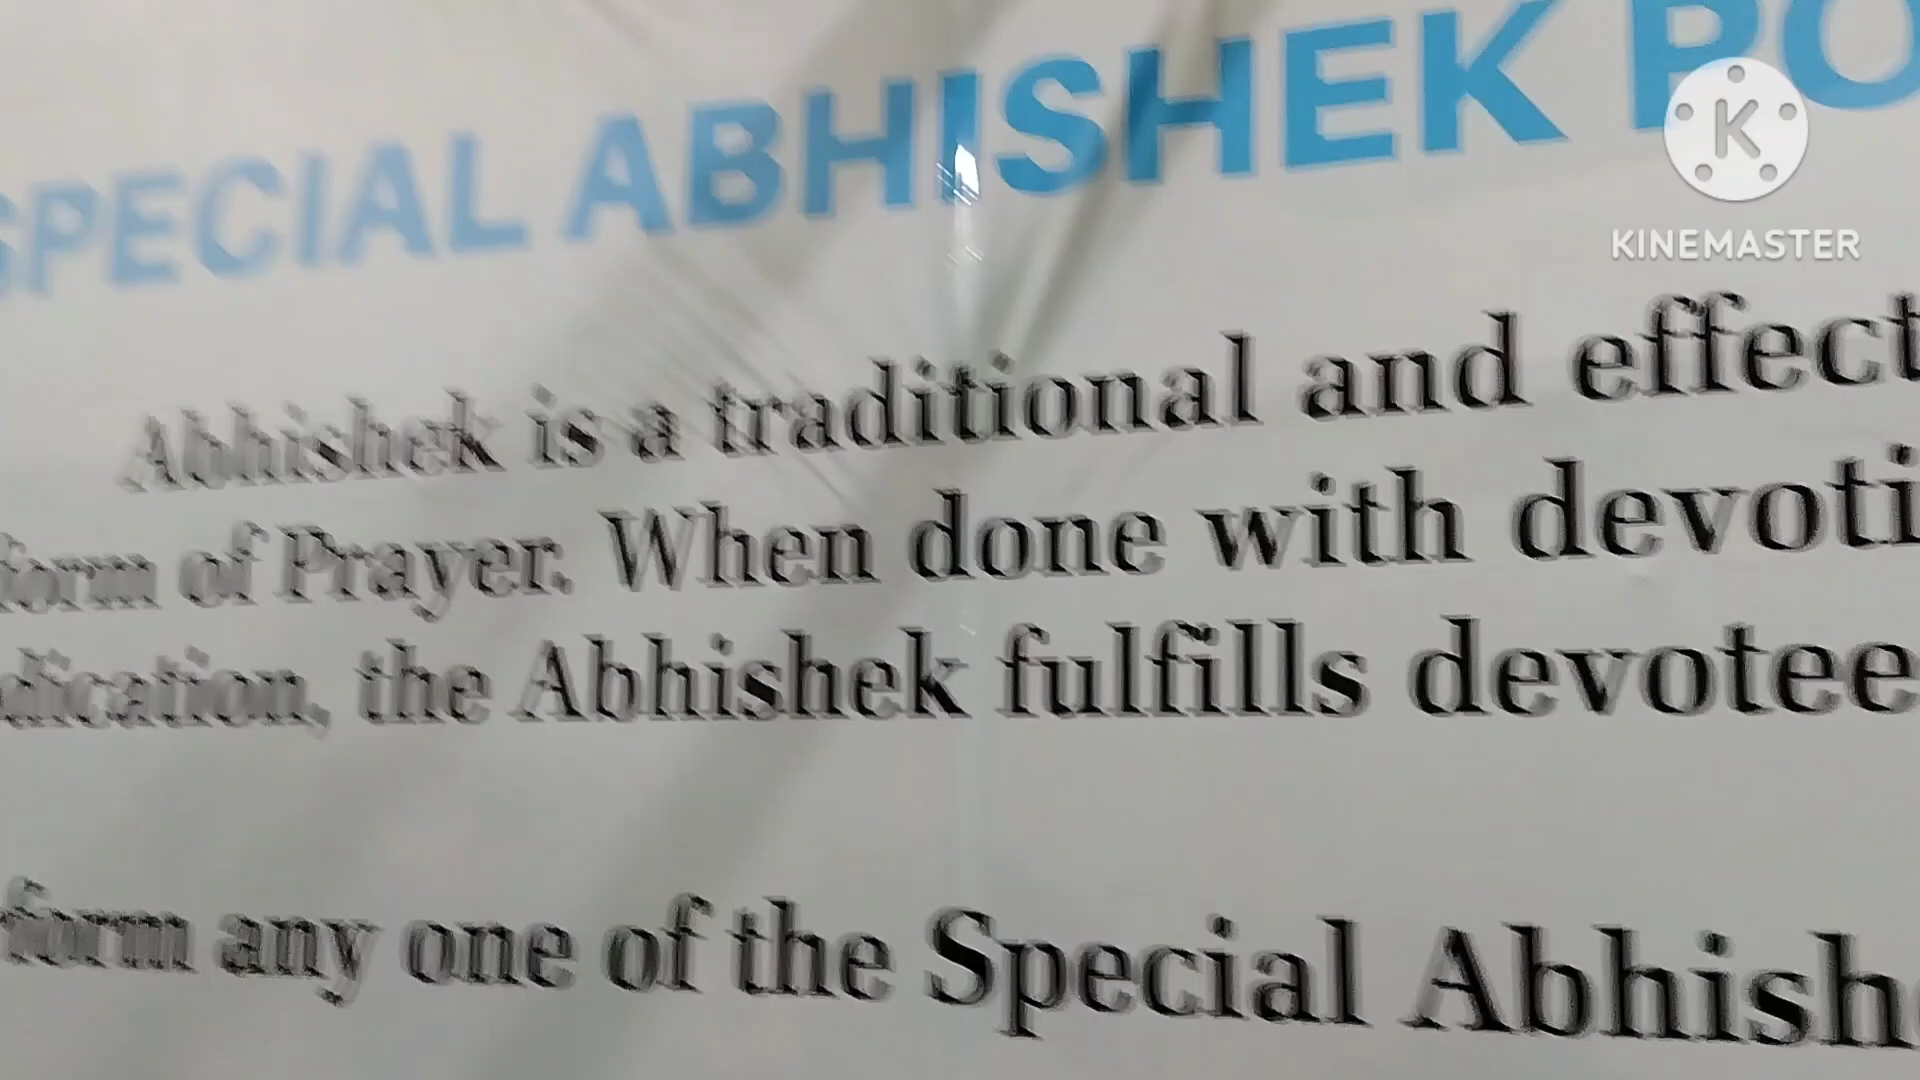 SPECIAL ABHISHEK PO
Abhishek is a traditional and effect
form of Prayer. When done with devoti
dication, the Abhishek fulfills devotee
form any one of the Special Abhishe
K
KINEMASTER